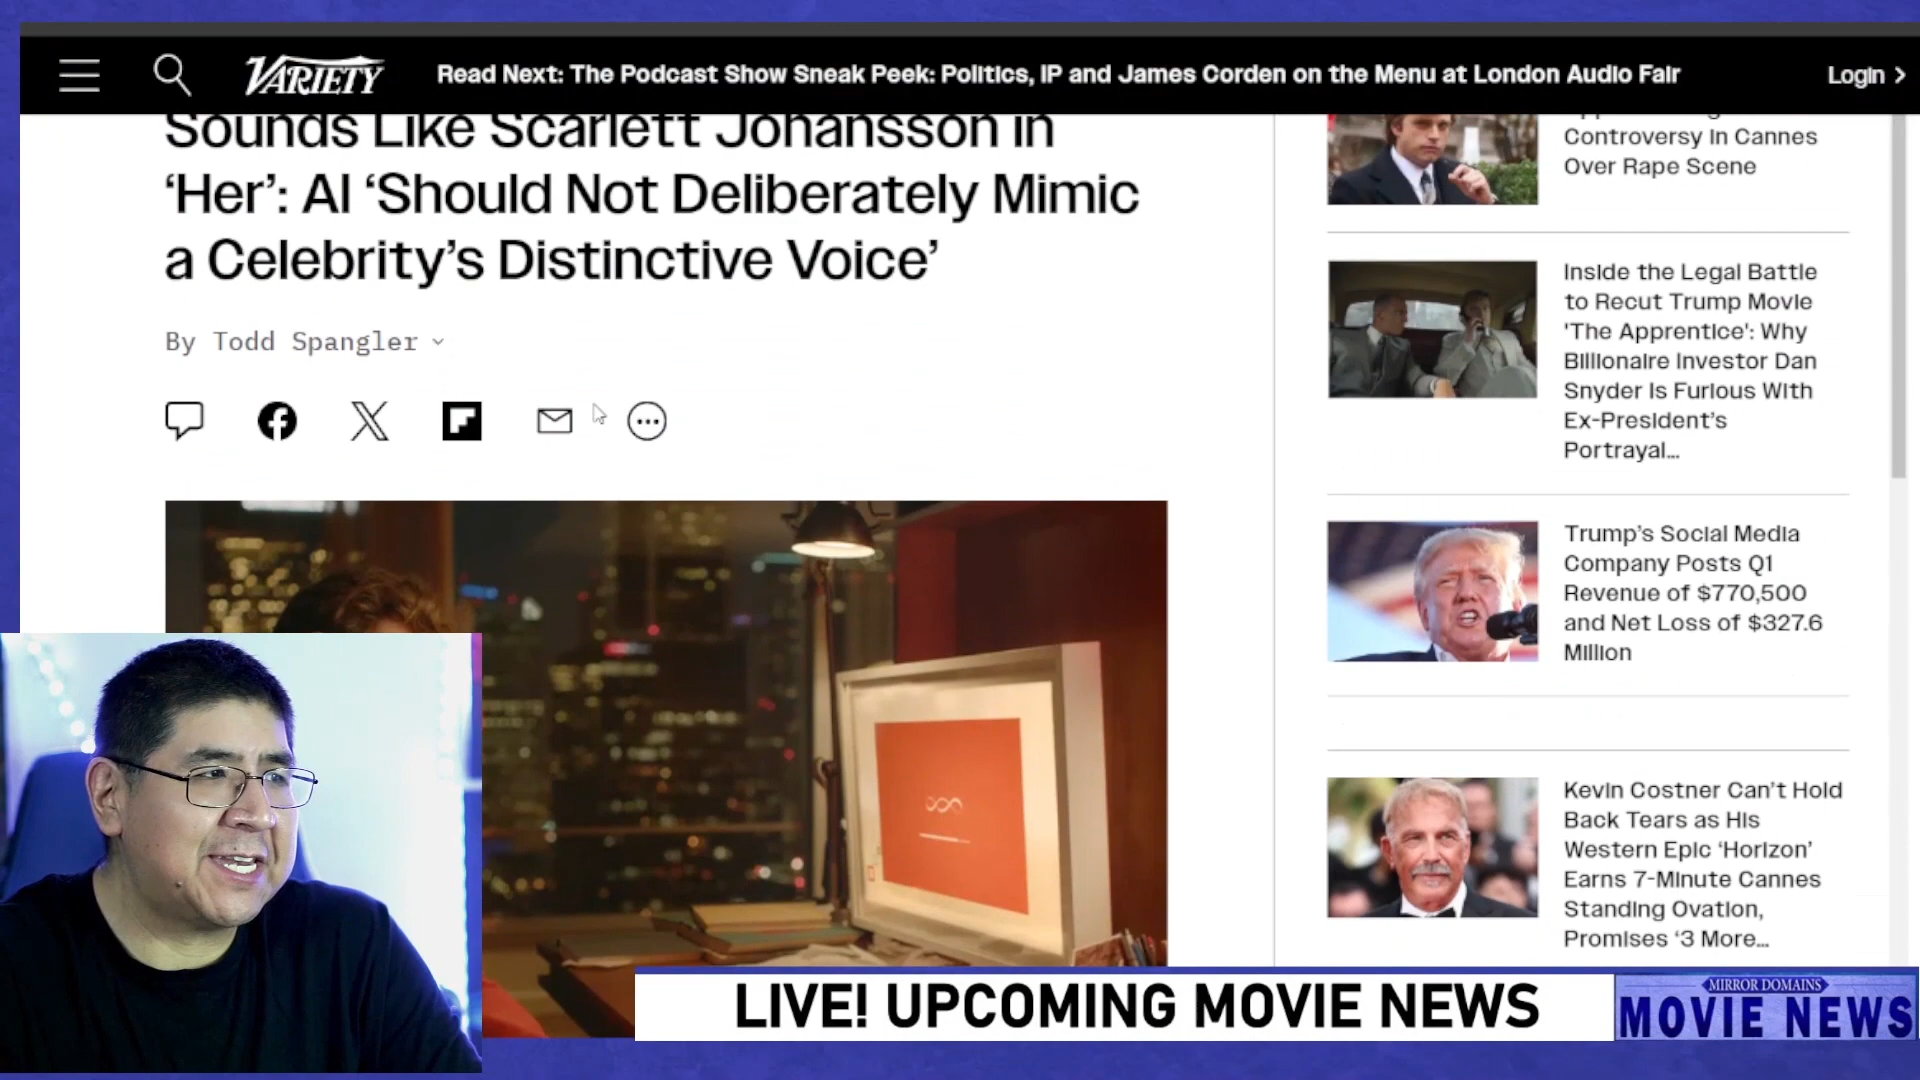 VARIETY
Read Next: The Podcast Show Sneak Peek: Politics, IP and James Corden on the Menu at London Audio Fair
Login
Sounds Like Scarlett Johansson in
‘Her’: AI ‘Should Not Deliberately Mimic
a Celebrity’s Distinctive Voice’
By Todd Spangler
Controversy In Cannes
Over Rape Scene
Inside the Legal Battle
to Recut Trump Movie
'The Apprentice': Why
Billionaire Investor Dan
Snyder Is Furious With
Ex-President’s
Portrayal...
Trump’s Social Media
Company Posts Q1
Revenue of $770,500
and Net Loss of $327.6
Million
Kevin Costner Can’t Hold
Back Tears as His
Western Epic ‘Horizon’
Earns 7-Minute Cannes
Standing Ovation,
Promises ‘3 More...
LIVE! UPCOMING MOVIE NEWS
MIRROR DOMAINS
MOVIE NEWS